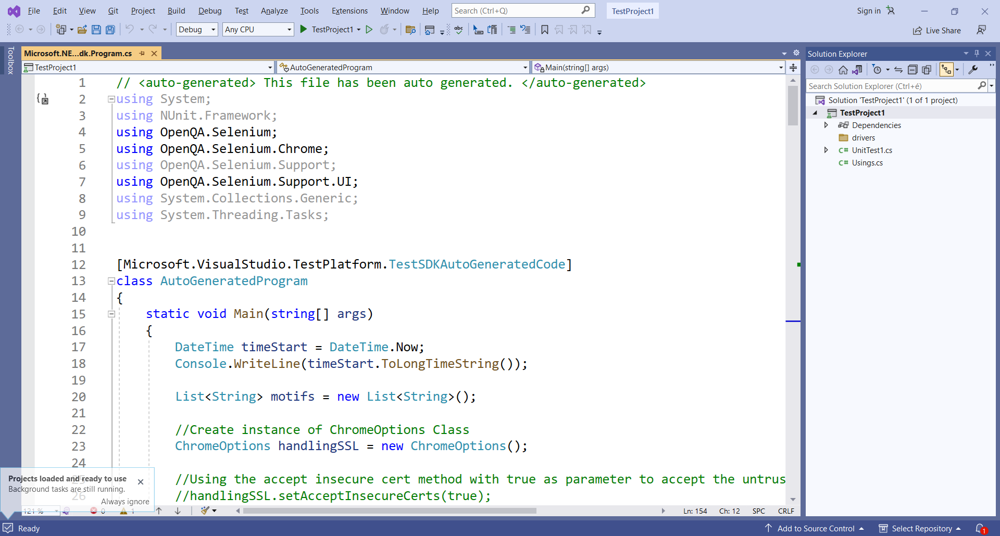 File Edit View Git Project Build Debug Test Analyze Tools Extensions Window Help Search (Ctrl+Q) TestProject1 Sign in
Debug Any CPU TestProject1 abc Live Share
Toolbox
Microsoft.NE...dk.Program.cs
TestProject1 AutoGeneratedProgram Main(string[] args)
1 // <auto-generated> This file has been auto generated. </auto-generated>
2 using System;
3 using NUnit.Framework;
4 using OpenQA.Selenium;
5 using OpenQA.Selenium.Chrome;
6 using OpenQA.Selenium.Support;
7 using OpenQA.Selenium.Support.UI;
8 using System.Collections.Generic;
9 using System.Threading.Tasks;
10
11
12 [Microsoft.VisualStudio.TestPlatform.TestSDKAutoGeneratedCode]
13 class AutoGeneratedProgram
14 {
15 static void Main(string[] args)
16 {
17 DateTime timeStart = DateTime.Now;
18 Console.WriteLine(timeStart.ToLongTimeString());
19
20 List<String> motifs = new List<String>();
21
22 //Create instance of ChromeOptions Class
23 ChromeOptions handlingSSL = new ChromeOptions();
24
25 //Using the accept insecure cert method with true as parameter to accept the untrus
26 //handlingSSL.setAcceptInsecureCerts(true);
Projects loaded and ready to use
Background tasks are still running.
Always ignore
121 % 0 1 Ln: 154 Ch: 12 SPC CRLF
Solution Explorer
Search Solution Explorer (Ctrl+é)
Solution 'TestProject1' (1 of 1 project)
TestProject1
Dependencies
drivers
C# UnitTest1.cs
C# Usings.cs
Ready Add to Source Control Select Repository 1